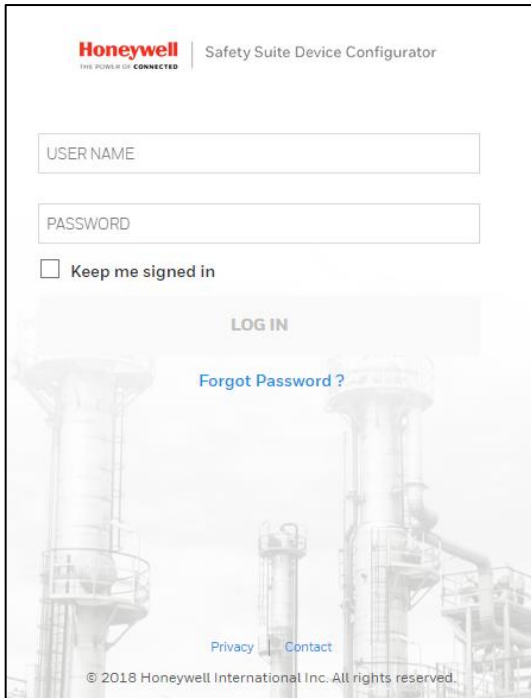 Honeywell
THE POWER OF CONNECTED
Safety Suite Device Configurator
USER NAME
PASSWORD
Keep me signed in
LOG IN
Forgot Password ?
Privacy | Contact
© 2018 Honeywell International Inc. All rights reserved.